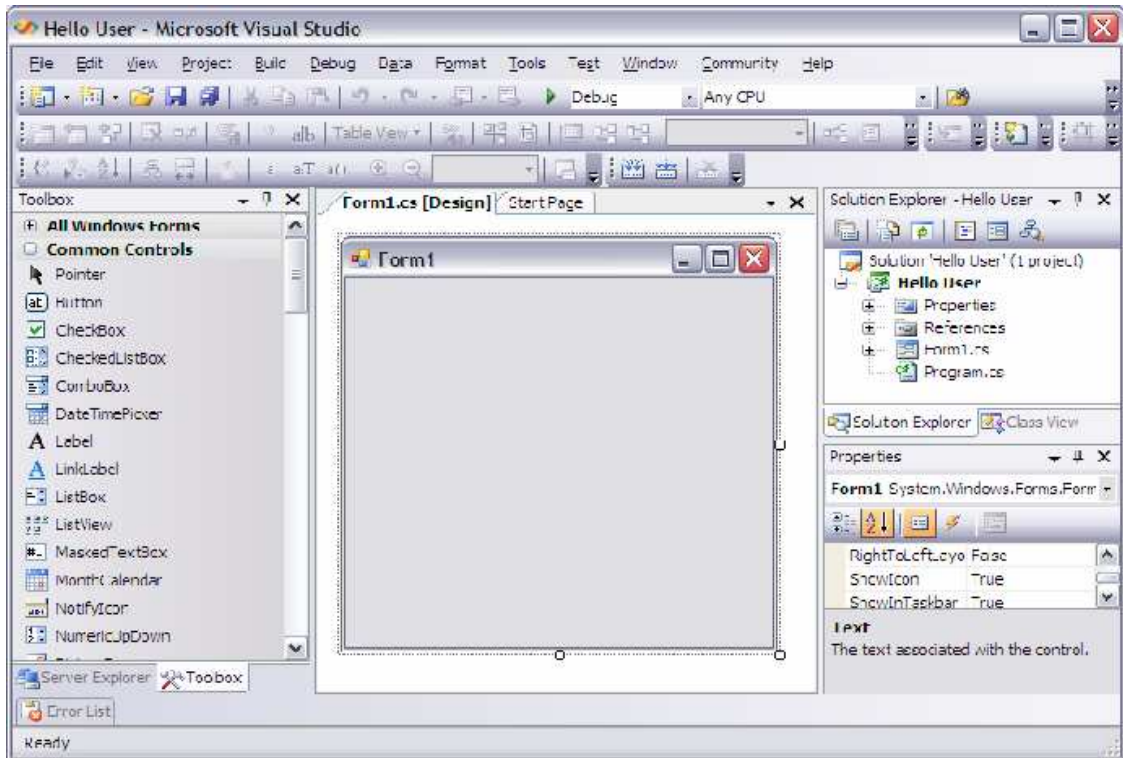 Hello User - Microsoft Visual Studio
File Edit View Project Build Debug Data Format Tools Test Window Community Help
Debug Any CPU
Table View
Toolbox
All Windows Forms
Common Controls
Pointer
Button
CheckBox
CheckedListBox
ComboBox
DateTimePicker
Label
LinkLabel
ListBox
ListView
MaskedTextBox
MonthCalendar
NotifyIcon
NumericUpDown
Server Explorer Toolbox
Form1.cs [Design] Start Page
Form1
Solution Explorer - Hello User
Solution 'Hello User' (1 project)
Hello User
Properties
References
Form1.cs
Program.cs
Solution Explorer Class View
Properties
Form1 System.Windows.Forms.Form
RightToLeftLayo False
ShowIcon True
ShowInTaskbar True
Text
The text associated with the control.
Error List
Ready